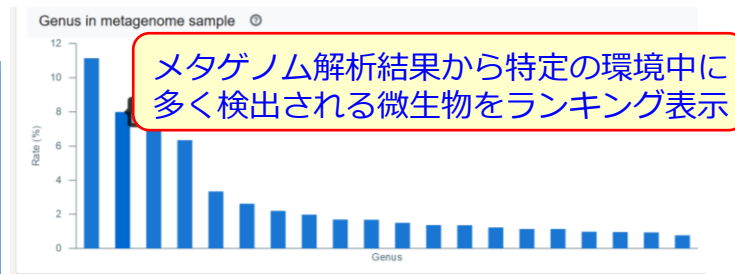 Genus in metagenome sample ?
メタゲノム解析結果から特定の環境中に
多く検出される微生物をランキング表示
12
10
8
6
4
2
0
Rate (%)
Genus